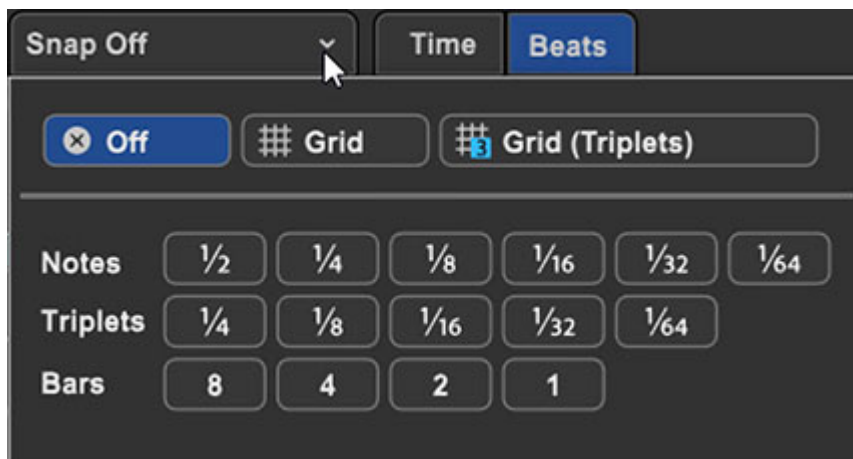 Snap Off Time Beats
Off Grid 3 Grid (Triplets)
Notes 1/2 1/4 1/8 1/16 1/32 1/64
Triplets 1/4 1/8 1/16 1/32 1/64
Bars 8 4 2 1